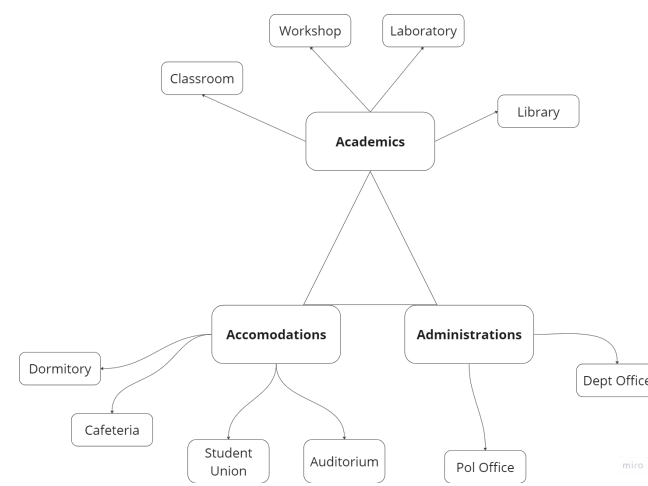 Workshop
Laboratory
Classroom
Library
Academics
Accomodations
Administrations
Dormitory
Dept Office
Cafeteria
Student
Union
Auditorium
Pol Office
miro